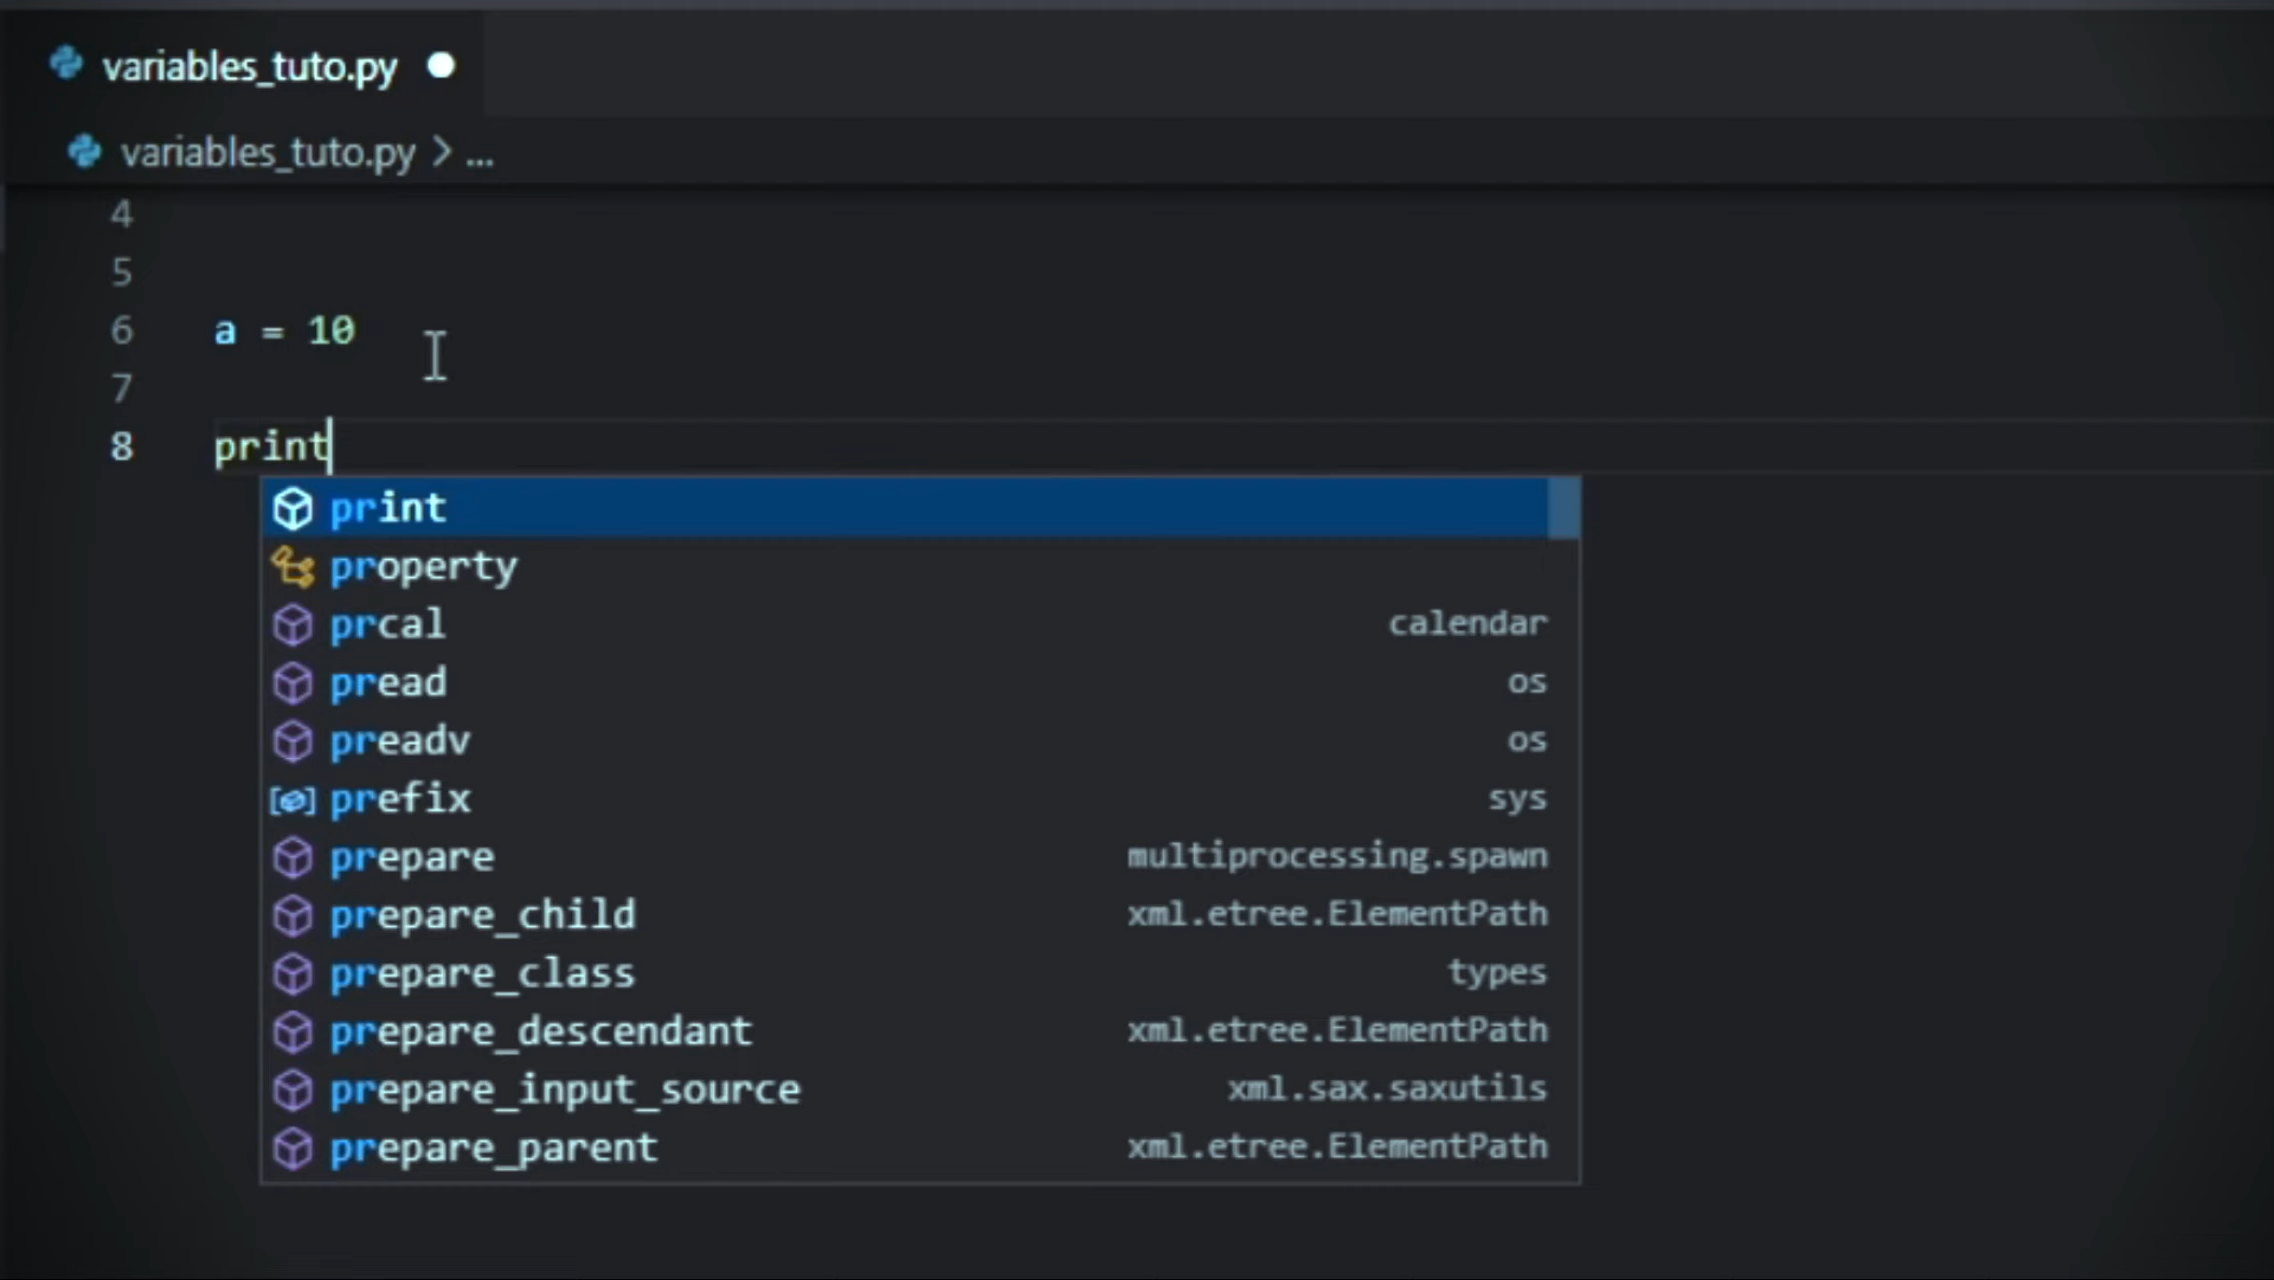 variables_tuto.py
variables_tuto.py > ...
4
5
6 a = 10
7
8 print
print
property
prcal calendar
pread os
preadv os
prefix sys
prepare multiprocessing.spawn
prepare_child xml.etree.ElementPath
prepare_class types
prepare_descendant xml.etree.ElementPath
prepare_input_source xml.sax.saxutils
prepare_parent xml.etree.ElementPath